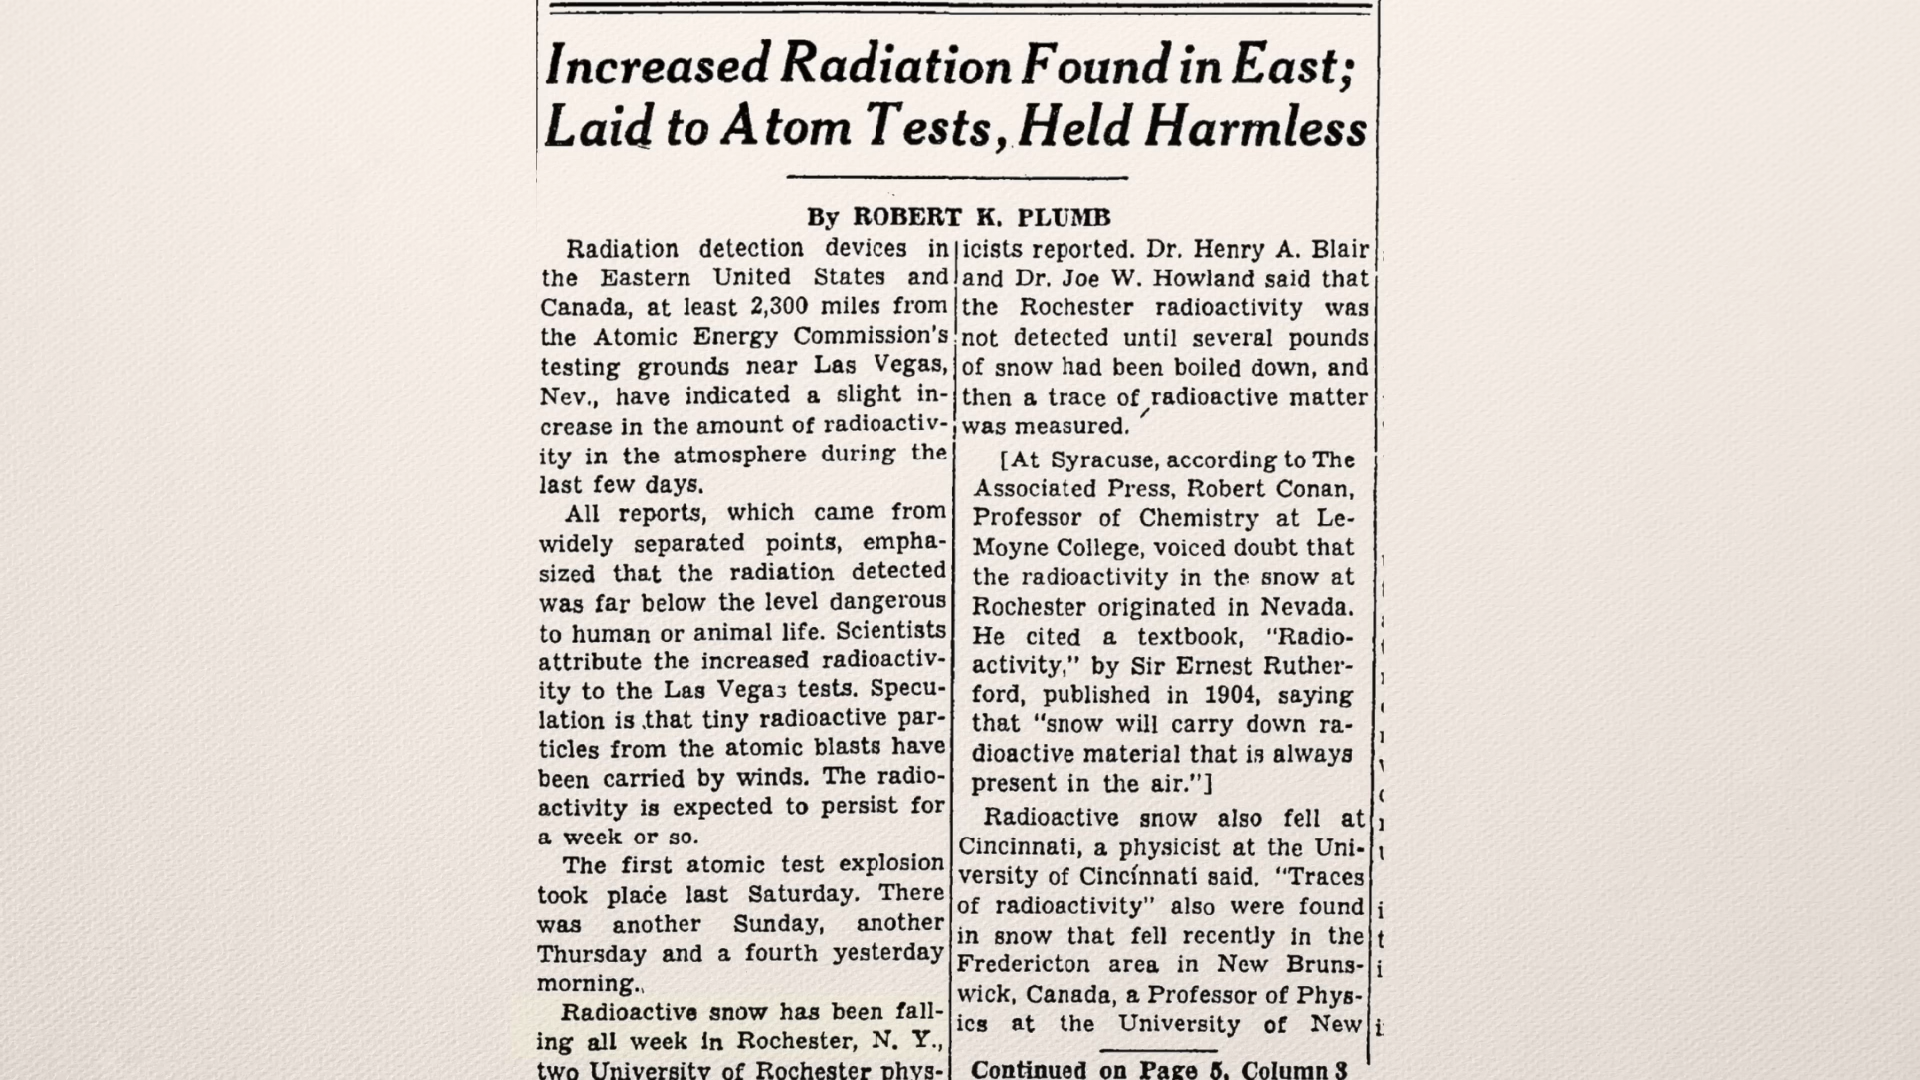 Increased Radiation Found in East;
Laid to Atom Tests, Held Harmless
By ROBERT K. PLUMB
Radiation detection devices in
the Eastern United States and
Canada, at least 2,300 miles from
the Atomic Energy Commission's
testing grounds near Las Vegas,
Nev., have indicated a slight in-
crease in the amount of radioactiv-
ity in the atmosphere during the
last few days.
All reports, which came from
widely separated points, empha-
sized that the radiation detected
was far below the level dangerous
to human or animal life. Scientists
attribute the increased radioactiv-
ity to the Las Vegas tests. Specu-
lation is that tiny radioactive par-
ticles from the atomic blasts have
been carried by winds. The radio-
activity is expected to persist for
a week or so.
The first atomic test explosion
took place last Saturday. There
was another Sunday, another
Thursday and a fourth yesterday
morning.
Radioactive snow has been fall-
ing all week in Rochester, N. Y.,
two University of Rochester phys-
icists reported. Dr. Henry A. Blair
and Dr. Joe W. Howland said that
the Rochester radioactivity was
not detected until several pounds
of snow had been boiled down, and
then a trace of radioactive matter
was measured.
[At Syracuse, according to The
Associated Press, Robert Conan,
Professor of Chemistry at Le-
Moyne College, voiced doubt that
the radioactivity in the snow at
Rochester originated in Nevada.
He cited a textbook, "Radio-
activity," by Sir Ernest Ruther-
ford, published in 1904, saying
that "snow will carry down ra-
dioactive material that is always
present in the air."]
Radioactive snow also fell at
Cincinnati, a physicist at the Uni-
versity of Cincinnati said. "Traces
of radioactivity" also were found
in snow that fell recently in the
Fredericton area in New Bruns-
wick, Canada, a Professor of Phys-
ics at the University of New
Continued on Page 5, Column 3